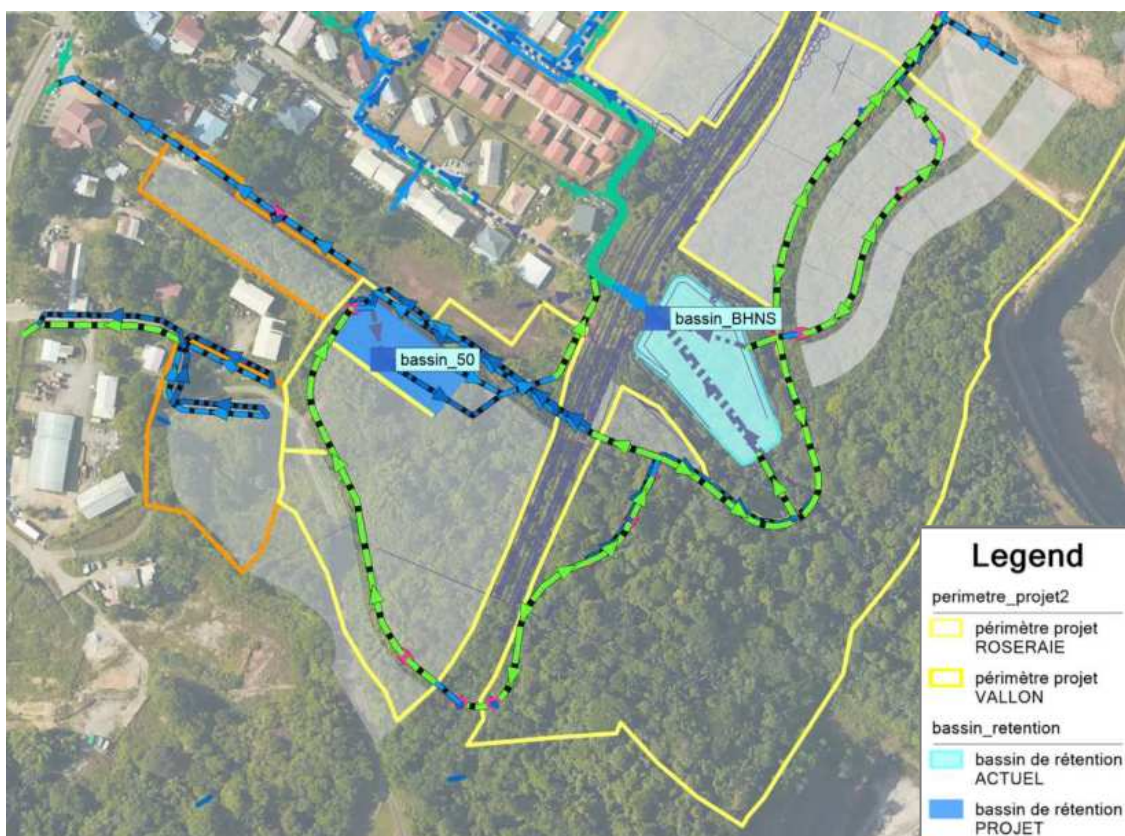 bassin_BHNS
bassin_50
Legend
perimetre_projet2
périmètre projet
ROSERAIE
périmètre projet
VALLON
bassin_retention
bassin de rétention
ACTUEL
bassin de rétention
PROJET